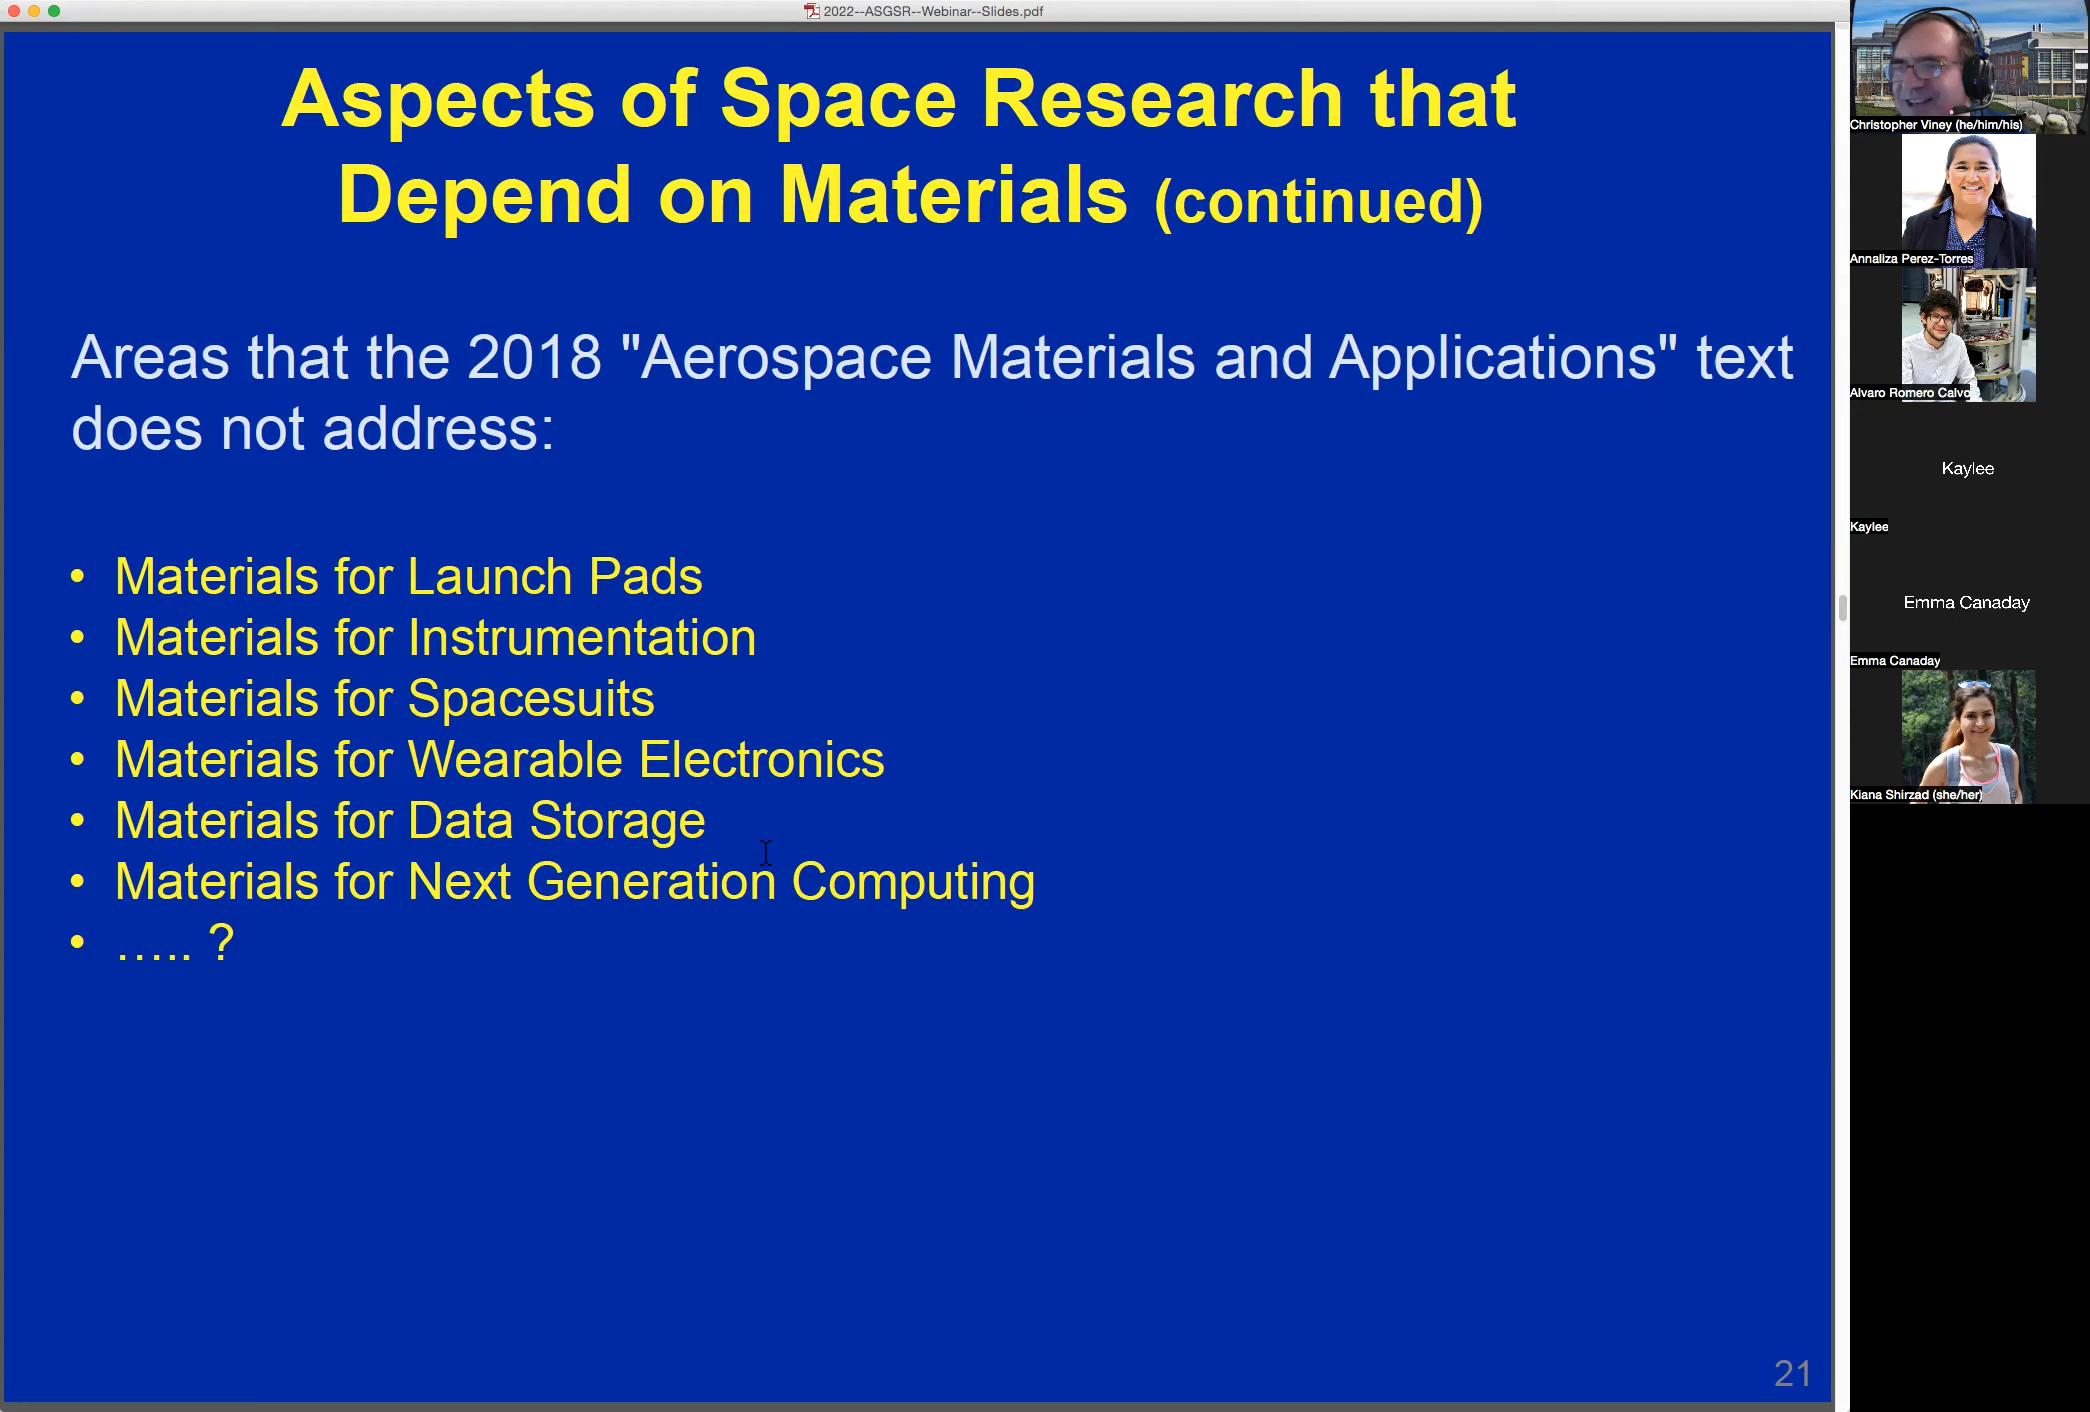 2022--ASGSR--Webinar--Slides.pdf
Aspects of Space Research that
Depend on Materials (continued)
Areas that the 2018 "Aerospace Materials and Applications" text
does not address:
• Materials for Launch Pads
• Materials for Instrumentation
• Materials for Spacesuits
• Materials for Wearable Electronics
• Materials for Data Storage
• Materials for Next Generation Computing
• ….. ?
21
Christopher Viney (he/him/his)
Annaliza Perez-Torres
Alvaro Romero Calvo
Kaylee
Kaylee
Emma Canaday
Emma Canaday
Kiana Shirzad (she/her)